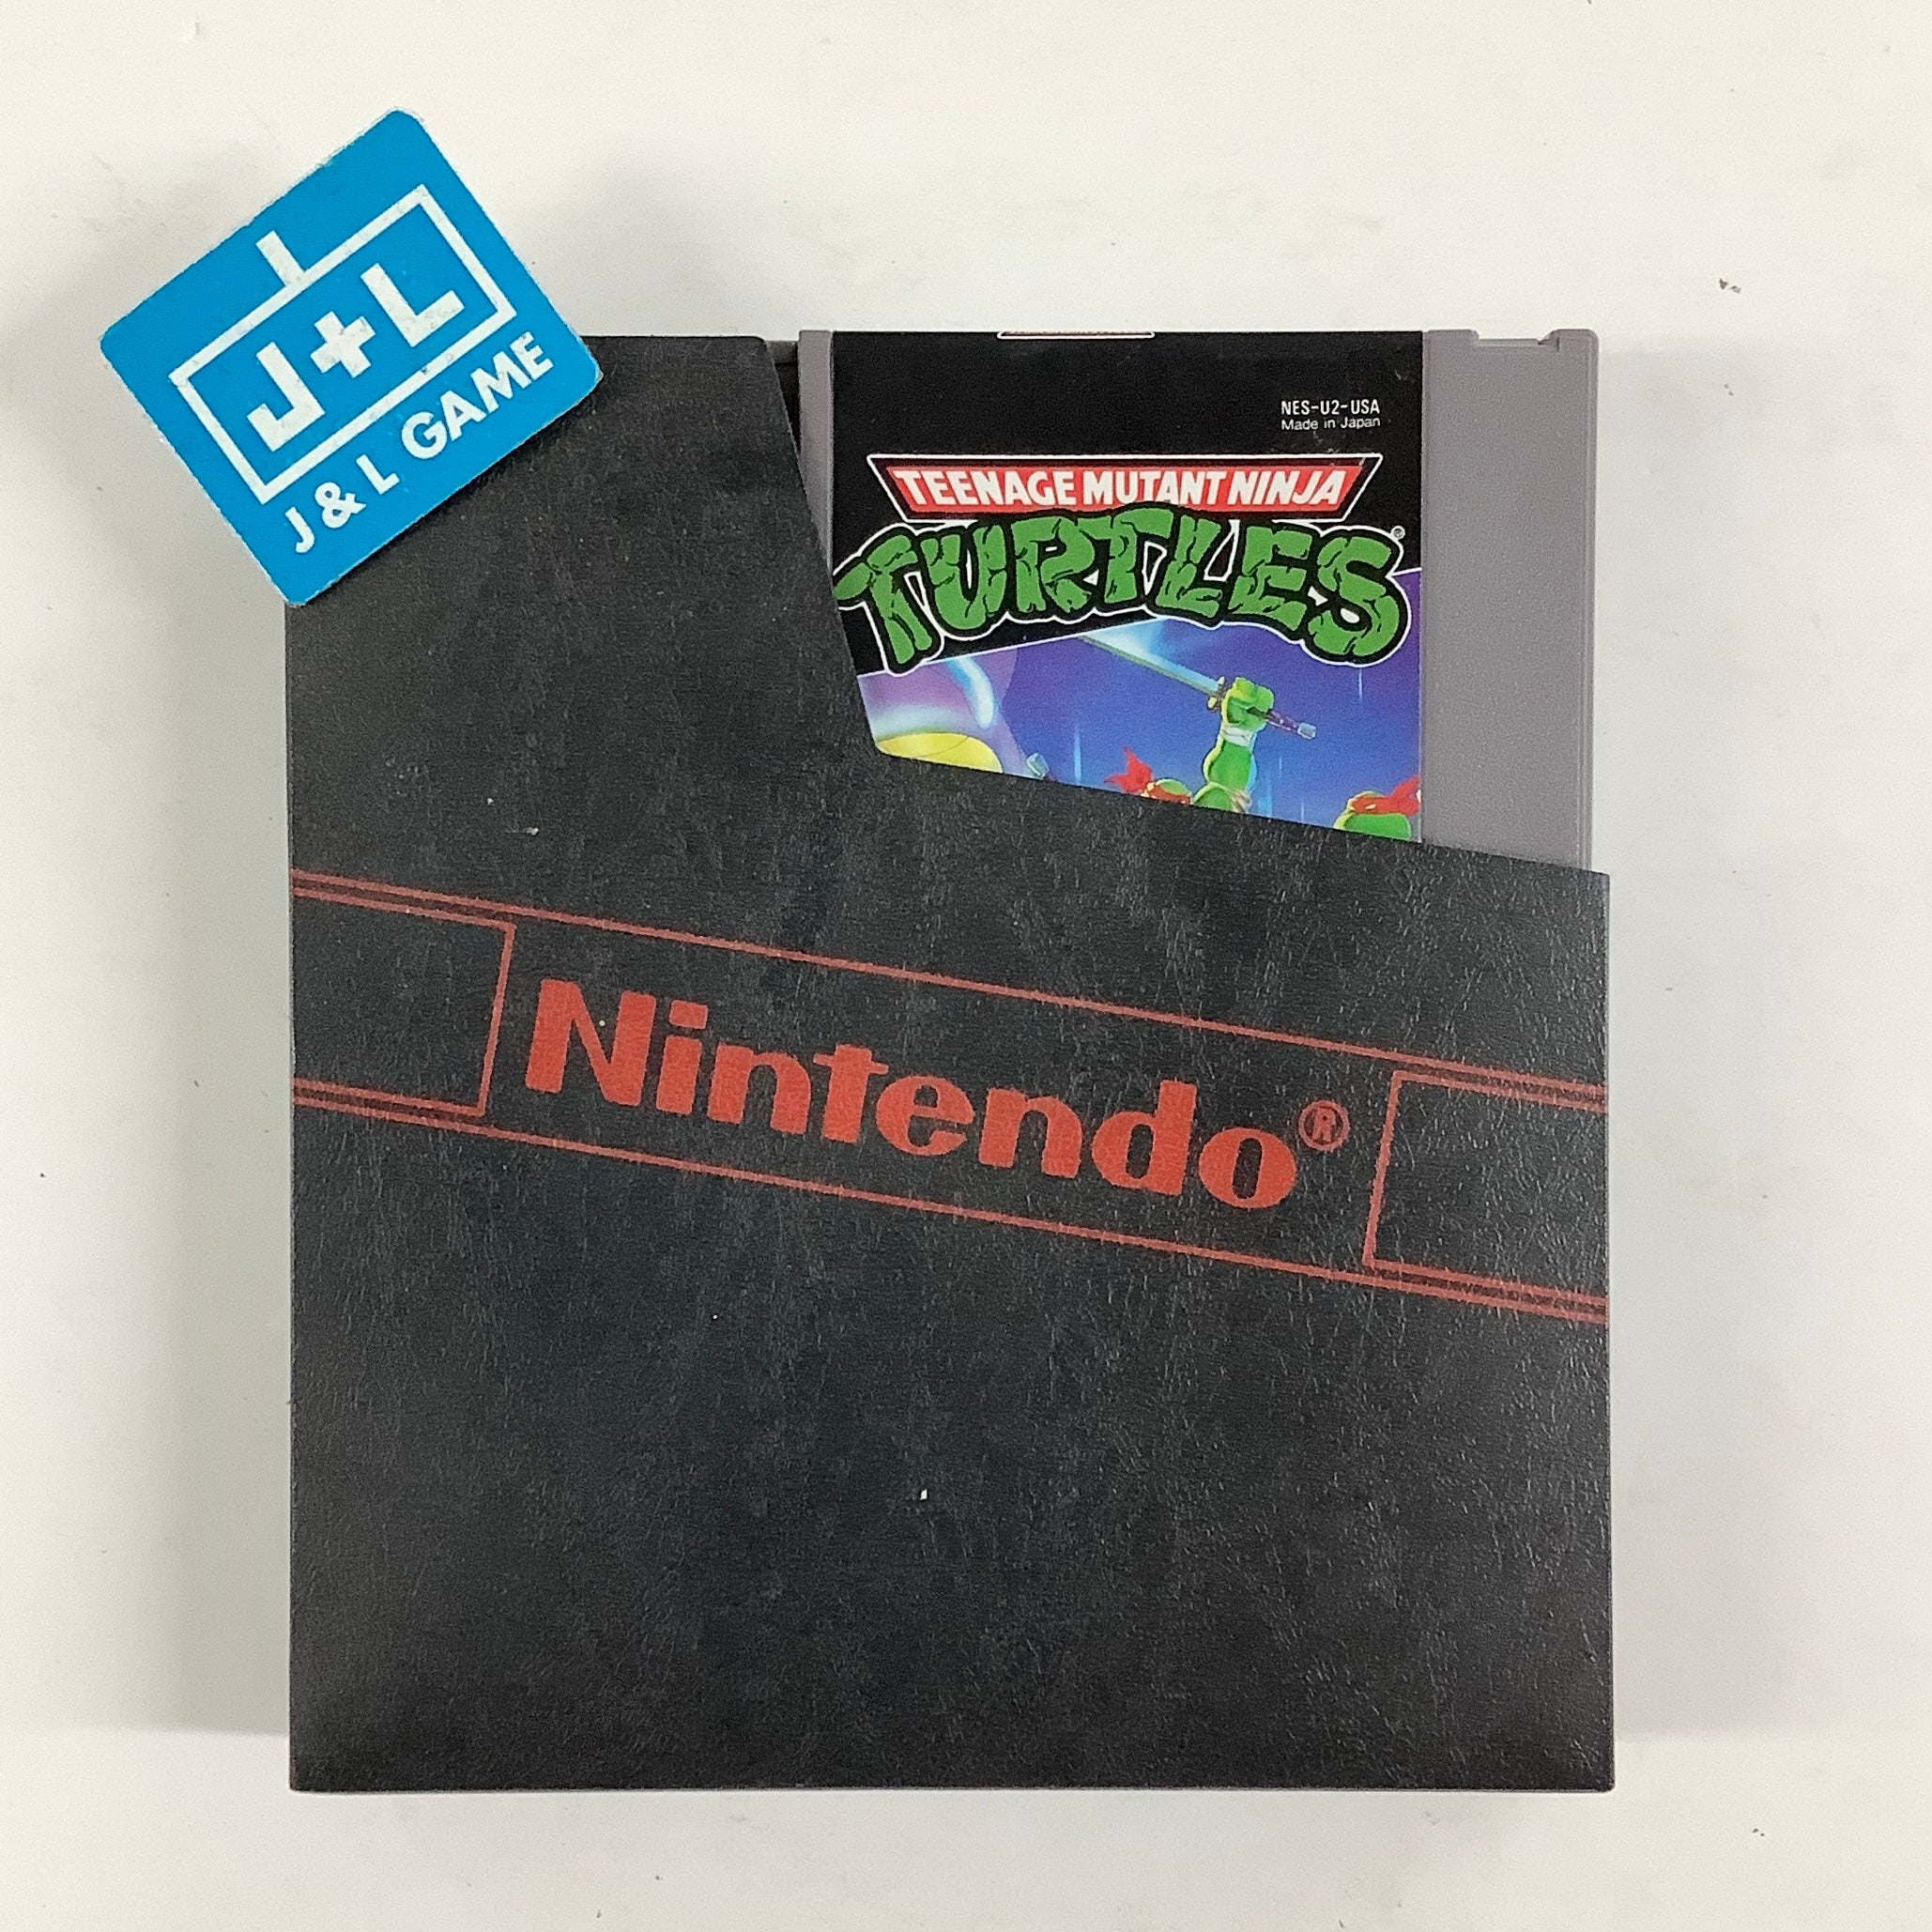 J+L
J & L GAME
NES-U2-USA
Made in Japan
TEENAGE MUTANT NINJA
TURTLES®
Nintendo®